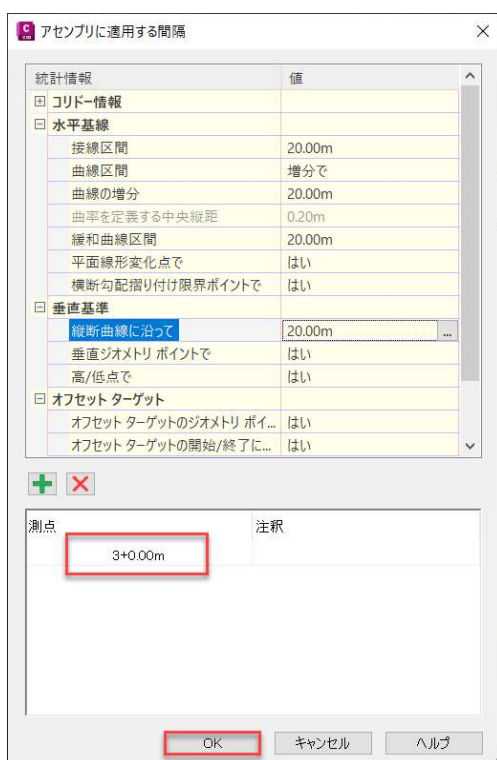 アセンブリに適用する間隔
統計情報 値
コリドー情報
水平基線
接線区間 20.00m
曲線区間 増分で
曲線の増分 20.00m
曲率を定義する中央縦距 0.20m
緩和曲線区間 20.00m
平面線形変化点で はい
横断勾配摺り付け限界ポイントで はい
垂直基準
縦断曲線に沿って 20.00m ...
垂直ジオメトリ ポイントで はい
高/低点で はい
オフセット ターゲット
オフセット ターゲットのジオメトリ ポイ... はい
オフセット ターゲットの開始/終了に... はい
測点 注釈
3+0.00m
OK キャンセル ヘルプ